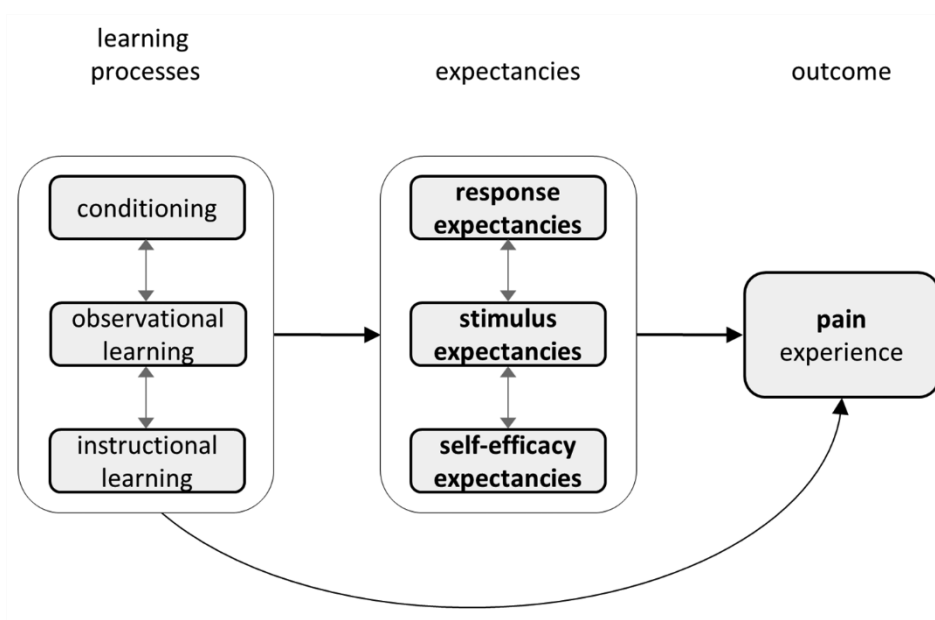 learning
processes
expectancies
outcome
conditioning
observational
learning
instructional
learning
response
expectancies
stimulus
expectancies
self-efficacy
expectancies
pain
experience